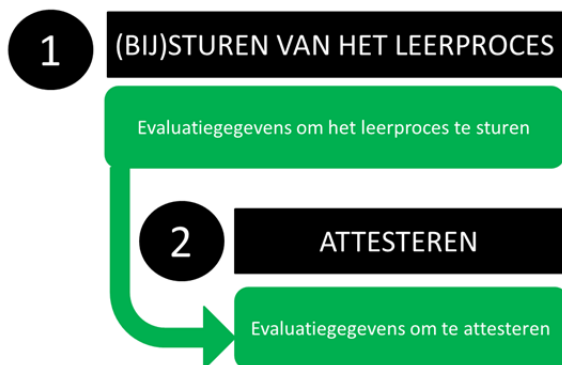 1
(BIJ)STUREN VAN HET LEERPROCES
Evaluatiegegevens om het leerproces te sturen
2
ATTESTEREN
Evaluatiegegevens om te attesteren